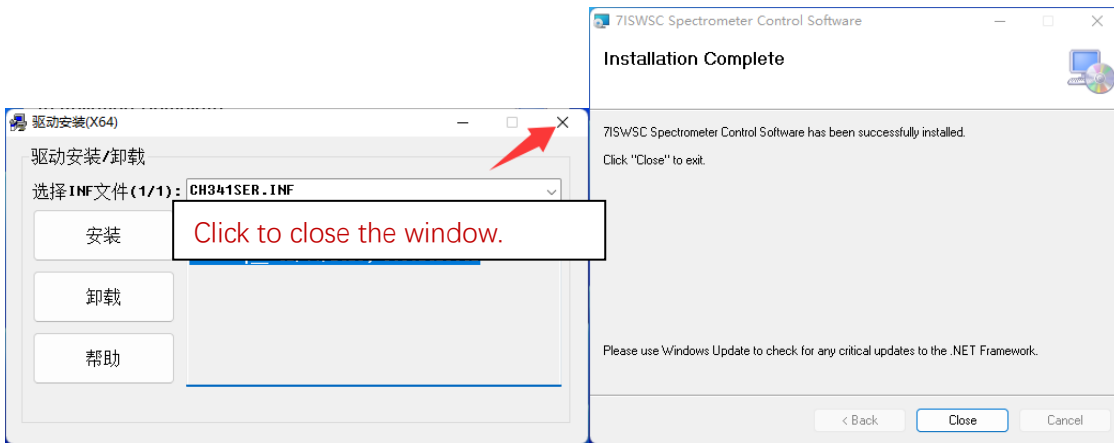 7ISWSC Spectrometer Control Software
Installation Complete
7ISWSC Spectrometer Control Software has been successfully installed.
Click "Close" to exit.
Please use Windows Update to check for any critical updates to the .NET Framework.
< Back
Close
Cancel
驱动安装(X64)
驱动安装/卸载
选择INF文件(1/1):
CH341SER.INF
安装
Click to close the window.
卸载
帮助